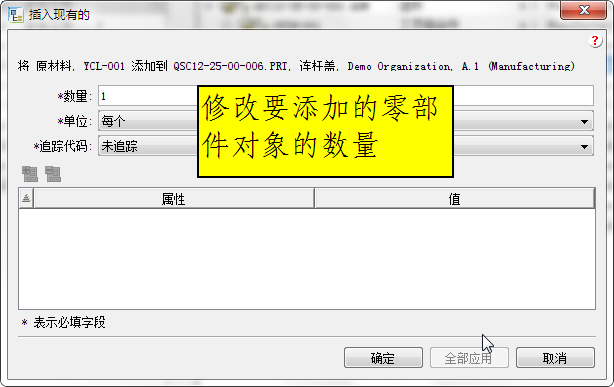 插入现有的
?
将 原材料, YCL-001 添加到 QSC12-25-00-006.PRT, 连杆盖, Demo Organization, A.1 (Manufacturing)
*数量: 1
*单位: 每个
*追踪代码: 未追踪
修改要添加的零部
件对象的数量
属性 值
* 表示必填字段
确定 全部应用 取消